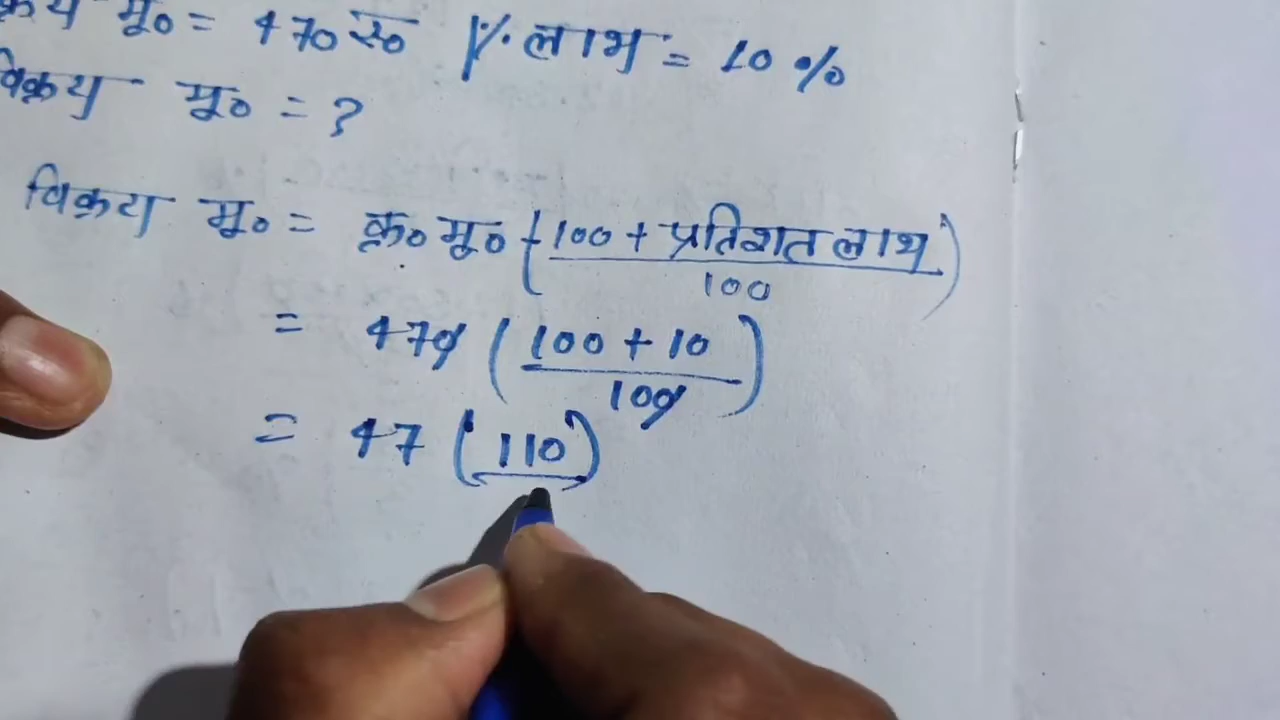 क्रय मू० = 470 रु० % लाभ = 10 %
विक्रय मू० = ?
विक्रय मू० = क्र० मू० (100 + प्रतिशत लाभ / 100)
= 470 (100 + 10 / 100)
= 47 (110)